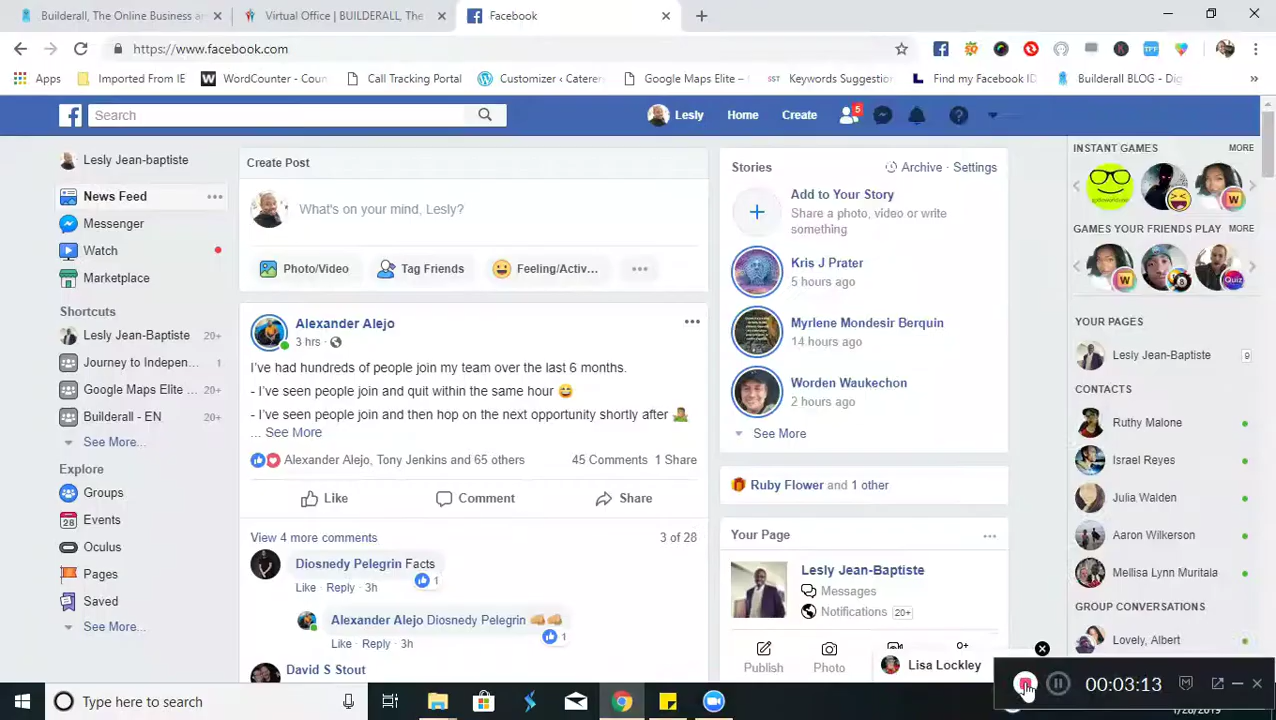 Builderall, The Online Business a
Virtual Office | BUILDERALL, The
Facebook
https://www.facebook.com
Apps
Imported From IE
WordCounter - Coun
Call Tracking Portal
Customizer ‹ Caterers
Google Maps Elite –
SST
Keywords Suggestion
Find my Facebook ID
Builderall BLOG - Dig
Search
Lesly
Home
Create
5
Lesly Jean-baptiste
News Feed
Messenger
Watch
Marketplace
Shortcuts
Lesly Jean-Baptiste 20+
Journey to Indepen... 1
Google Maps Elite ... 20+
Builderall - EN 20+
See More...
Explore
Groups
28 Events
Oculus
Pages
Saved
See More...
Create Post
What's on your mind, Lesly?
Photo/Video
Tag Friends
Feeling/Activ...
Alexander Alejo
3 hrs ·
I've had hundreds of people join my team over the last 6 months.
- I've seen people join and quit within the same hour 😅
- I've seen people join and then hop on the next opportunity shortly after
... See More
Alexander Alejo, Tony Jenkins and 65 others
45 Comments 1 Share
Like
Comment
Share
View 4 more comments
3 of 28
Diosnedy Pelegrin Facts
1
Like · Reply · 3h
Alexander Alejo Diosnedy Pelegrin 👊👊
1
Like · Reply · 3h
David S Stout
Stories
Archive · Settings
Add to Your Story
Share a photo, video or write
something
Kris J Prater
5 hours ago
Myrlene Mondesir Berquin
14 hours ago
Worden Waukechon
2 hours ago
See More
Ruby Flower and 1 other
Your Page
Lesly Jean-Baptiste
Messages
Notifications 20+
Publish
Photo
Lisa Lockley
INSTANT GAMES
MORE
GAMES YOUR FRIENDS PLAY
MORE
Quiz
YOUR PAGES
Lesly Jean-Baptiste 9
CONTACTS
Ruthy Malone
Israel Reyes
Julia Walden
Aaron Wilkerson
Mellisa Lynn Muritala
GROUP CONVERSATIONS
Lovely, Albert
00:03:13
Type here to search
1/28/2019